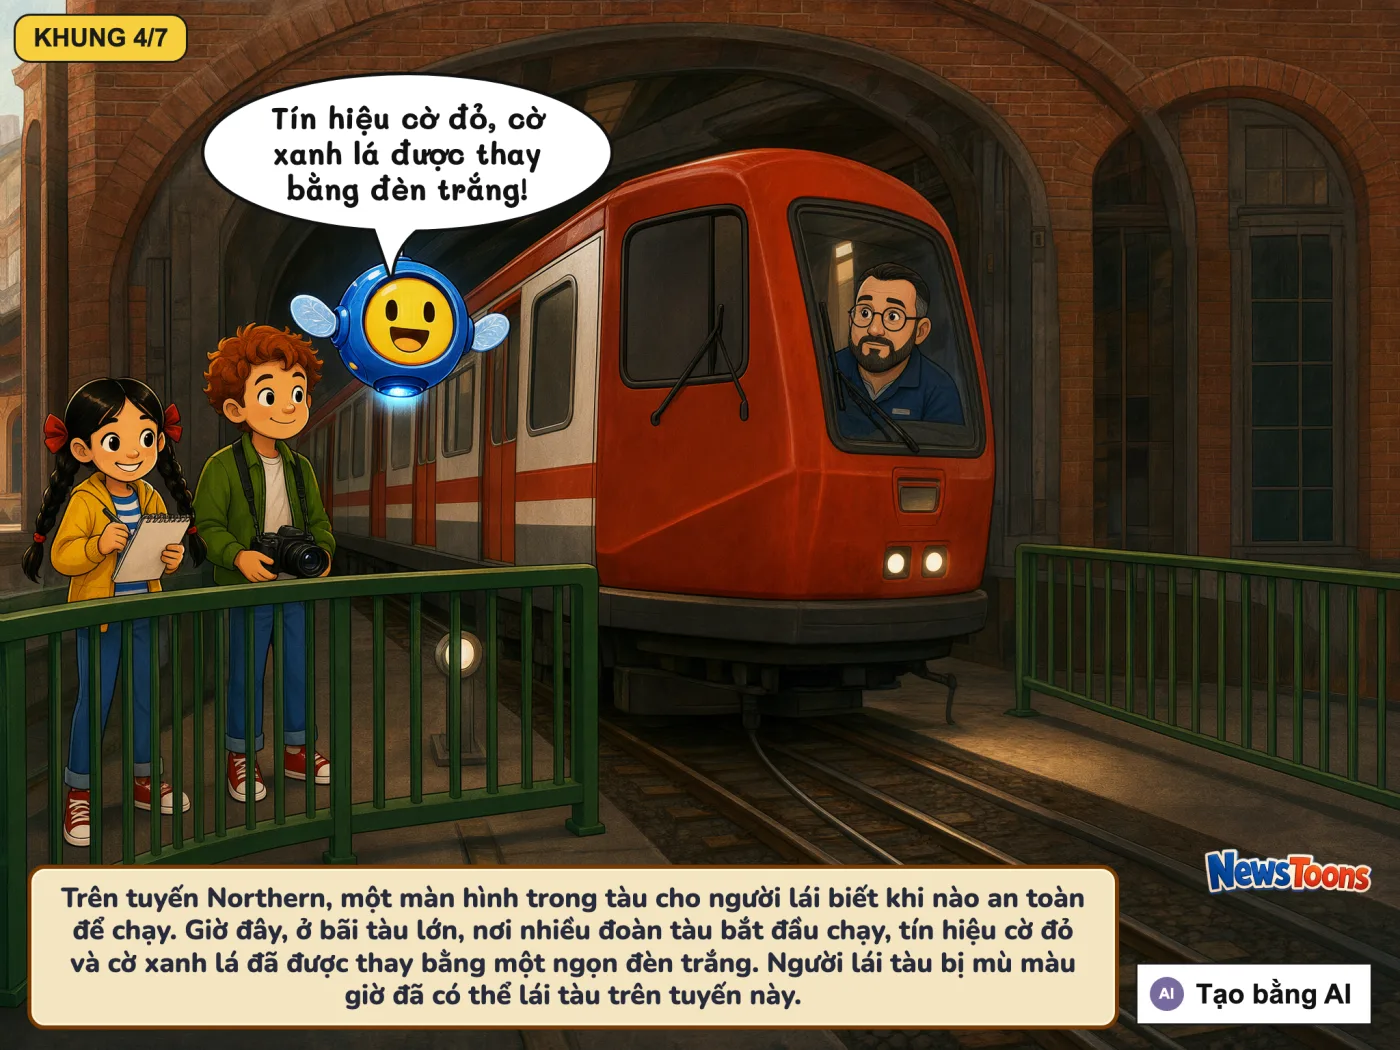 KHUNG 4/7
Tín hiệu cờ đỏ, cờ
xanh lá được thay
bằng đèn trắng!
Trên tuyến Northern, một màn hình trong tàu cho người lái biết khi nào an toàn
để chạy. Giờ đây, ở bãi tàu lớn, nơi nhiều đoàn tàu bắt đầu chạy, tín hiệu cờ đỏ
và cờ xanh lá đã được thay bằng một ngọn đèn trắng. Người lái tàu bị mù màu
giờ đã có thể lái tàu trên tuyến này.
NewsToons
AI Tạo bằng AI